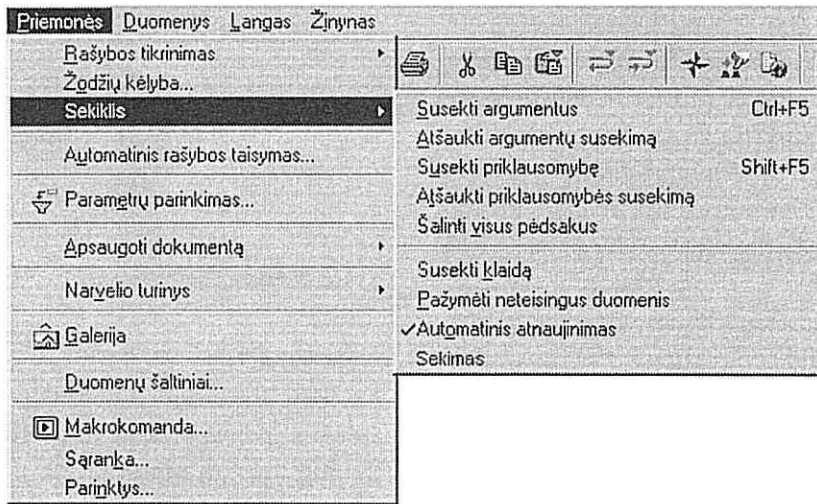 Priemonės Duomenys Langas Žinynas
Rašybos tikrinimas
Žodžių kėlyba...
Sekiklis
Automatinis rašybos taisymas...
Parametrų parinkimas...
Apsaugoti dokumentą
Narvelio turinys
Galerija
Duomenų šaltiniai...
Makrokomanda...
Sąranka...
Parinktys...
Susekti argumentus Ctrl+F5
Atšaukti argumentų susekimą
Susekti priklausomybę Shift+F5
Atšaukti priklausomybės susekimą
Šalinti visus pėdsakus
Susekti klaidą
Pažymėti neteisingus duomenis
Automatinis atnaujinimas
Sekimas